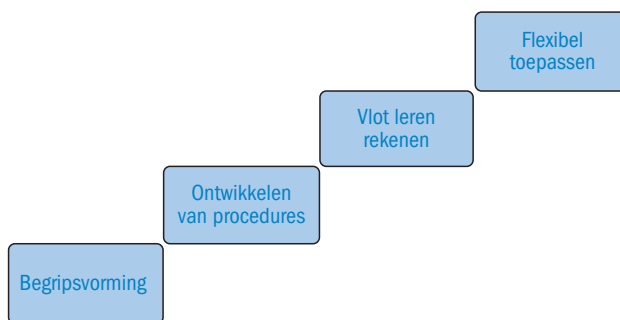 Flexibel
toepassen
Vlot leren
rekenen
Ontwikkelen
van procedures
Begripsvorming